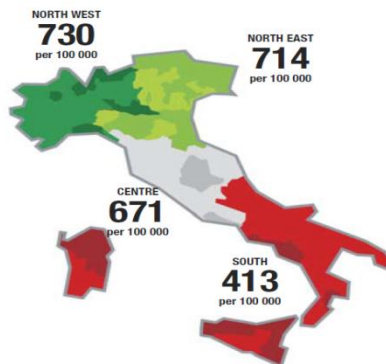 NORTH WEST
730
per 100 000
NORTH EAST
714
per 100 000
CENTRE
671
per 100 000
SOUTH
413
per 100 000